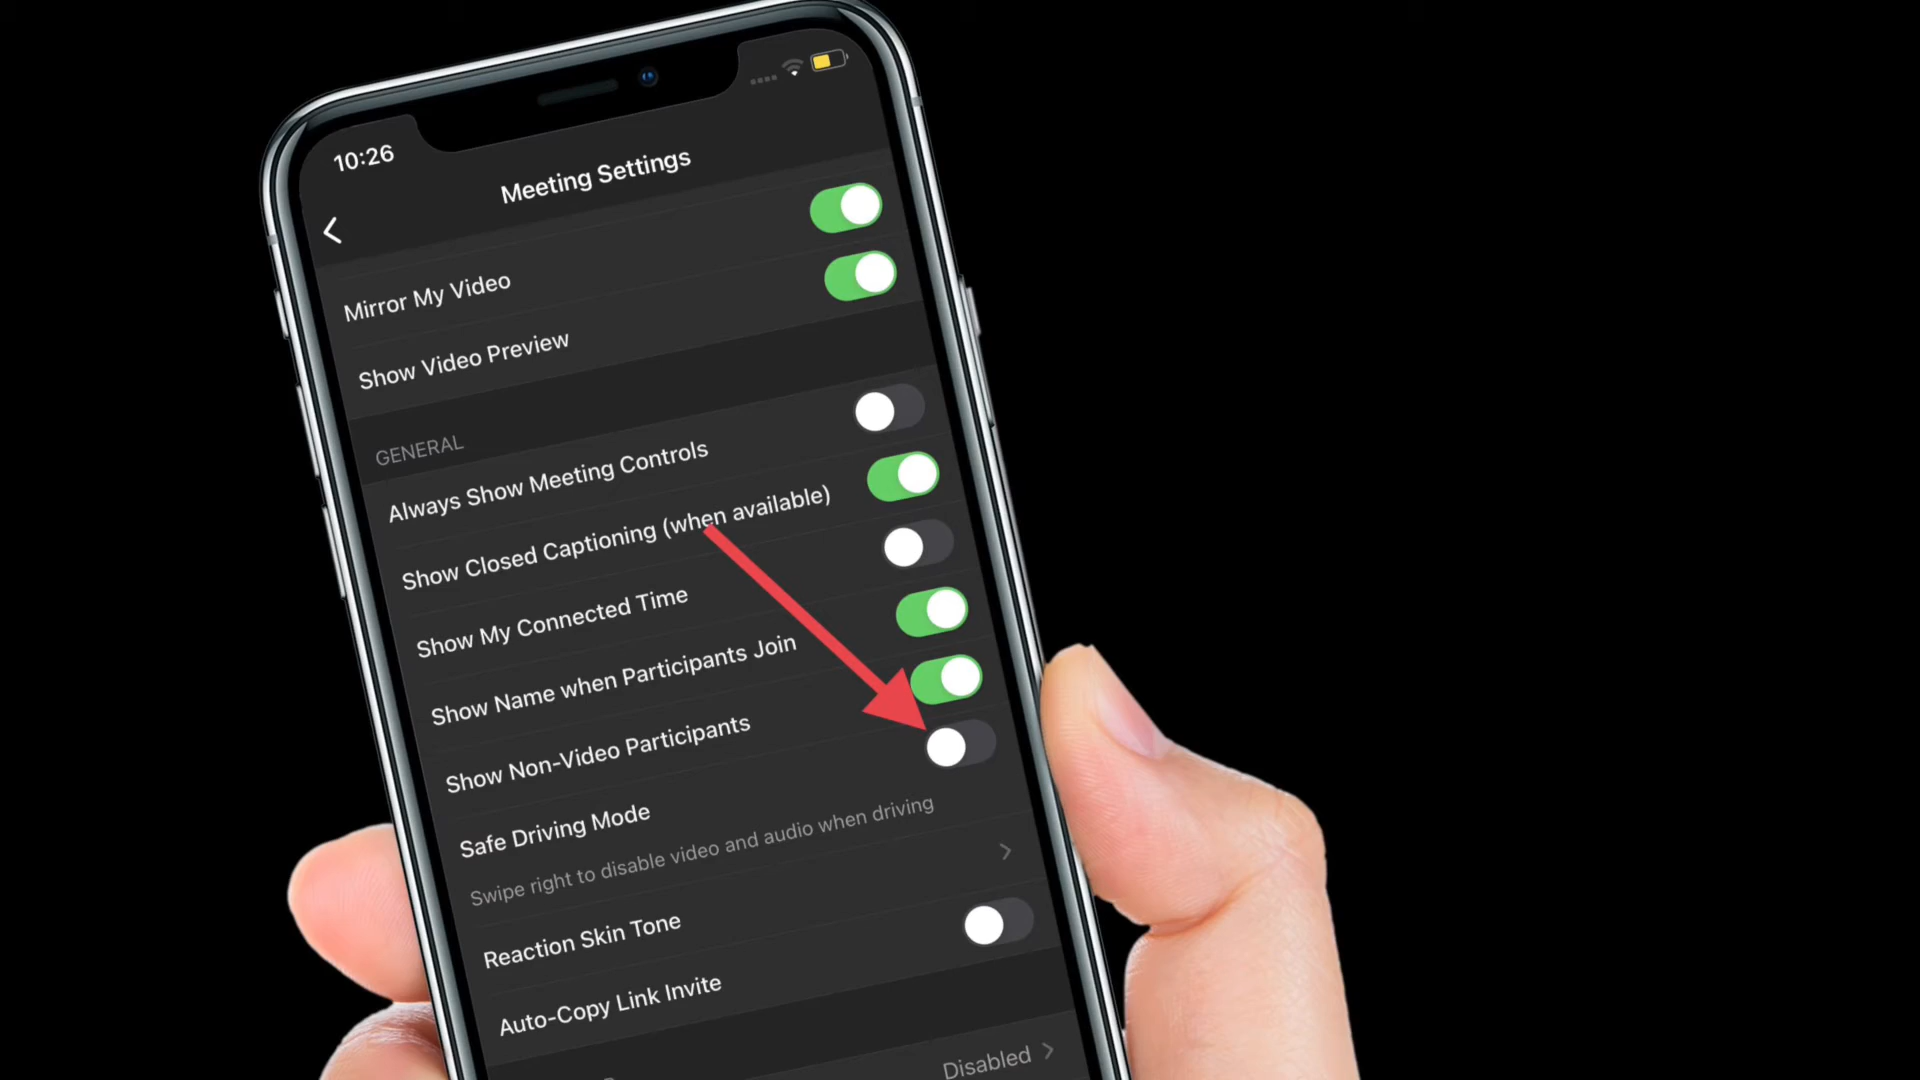 10:26
Meeting Settings
Mirror My Video
Show Video Preview
GENERAL
Always Show Meeting Controls
Show Closed Captioning (when available)
Show My Connected Time
Show Name when Participants Join
Show Non-Video Participants
Safe Driving Mode
Swipe right to disable video and audio when driving
Reaction Skin Tone
Auto-Copy Link Invite
Disabled